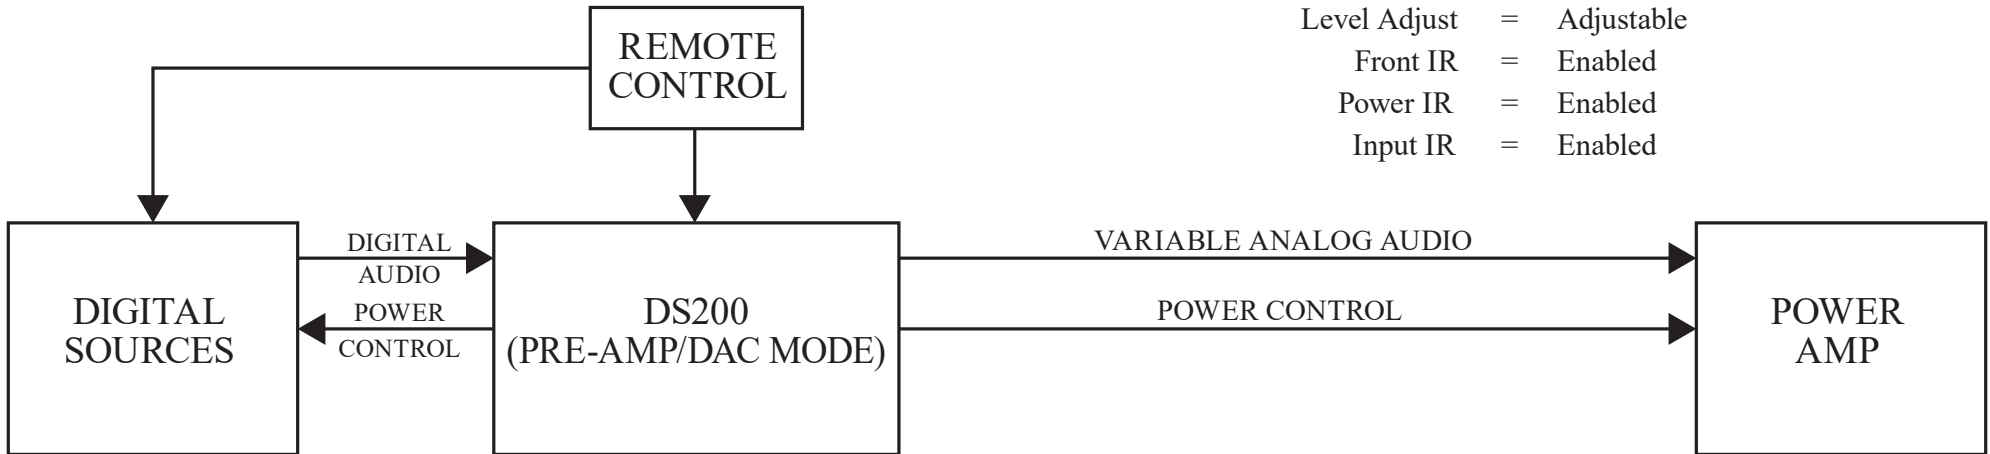 Level Adjust = Adjustable
Front IR = Enabled
Power IR = Enabled
Input IR = Enabled
REMOTE
CONTROL
DIGITAL
SOURCES
DIGITAL
AUDIO
POWER
CONTROL
DS200
(PRE-AMP/DAC MODE)
VARIABLE ANALOG AUDIO
POWER CONTROL
POWER
AMP